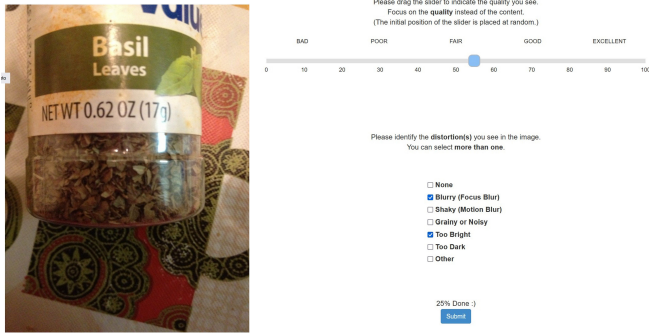 Valu
Basil
Leaves
NET WT 0.62 OZ (17g)
Please drag the slider to indicate the quality you see.
Focus on the quality instead of the content.
(The initial position of the slider is placed at random.)
BAD POOR FAIR GOOD EXCELLENT
0 10 20 30 40 50 60 70 80 90 100
Please identify the distortion(s) you see in the image.
You can select more than one.
None
Blurry (Focus Blur)
Shaky (Motion Blur)
Grainy or Noisy
Too Bright
Too Dark
Other
25% Done :)
Submit